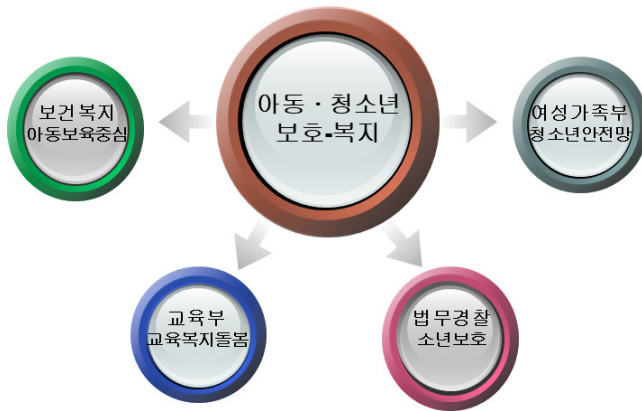 아동 · 청소년
보호-복지
보건복지
아동보육중심
여성가족부
청소년안전망
교육부
교육복지돌봄
법무경찰
소년보호